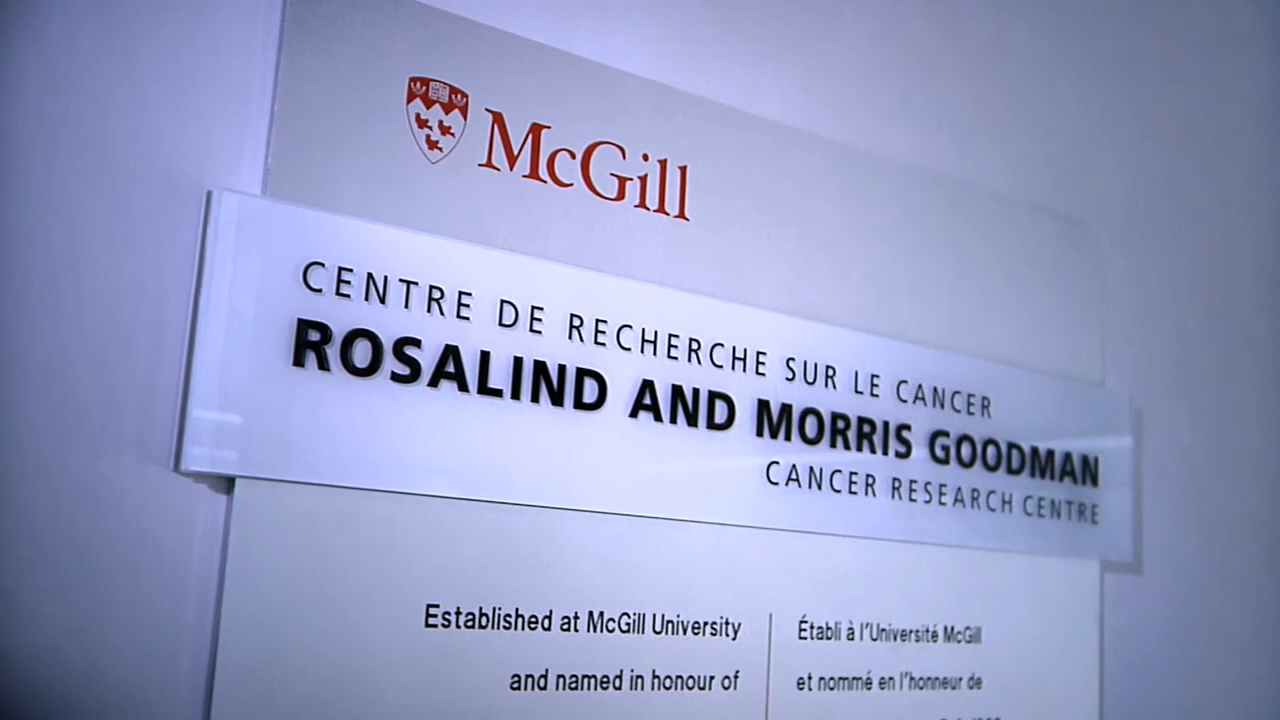 McGill
CENTRE DE RECHERCHE SUR LE CANCER
ROSALIND AND MORRIS GOODMAN
CANCER RESEARCH CENTRE
Established at McGill University
and named in honour of
Établi à l'Université McGill
et nommé en l'honneur de